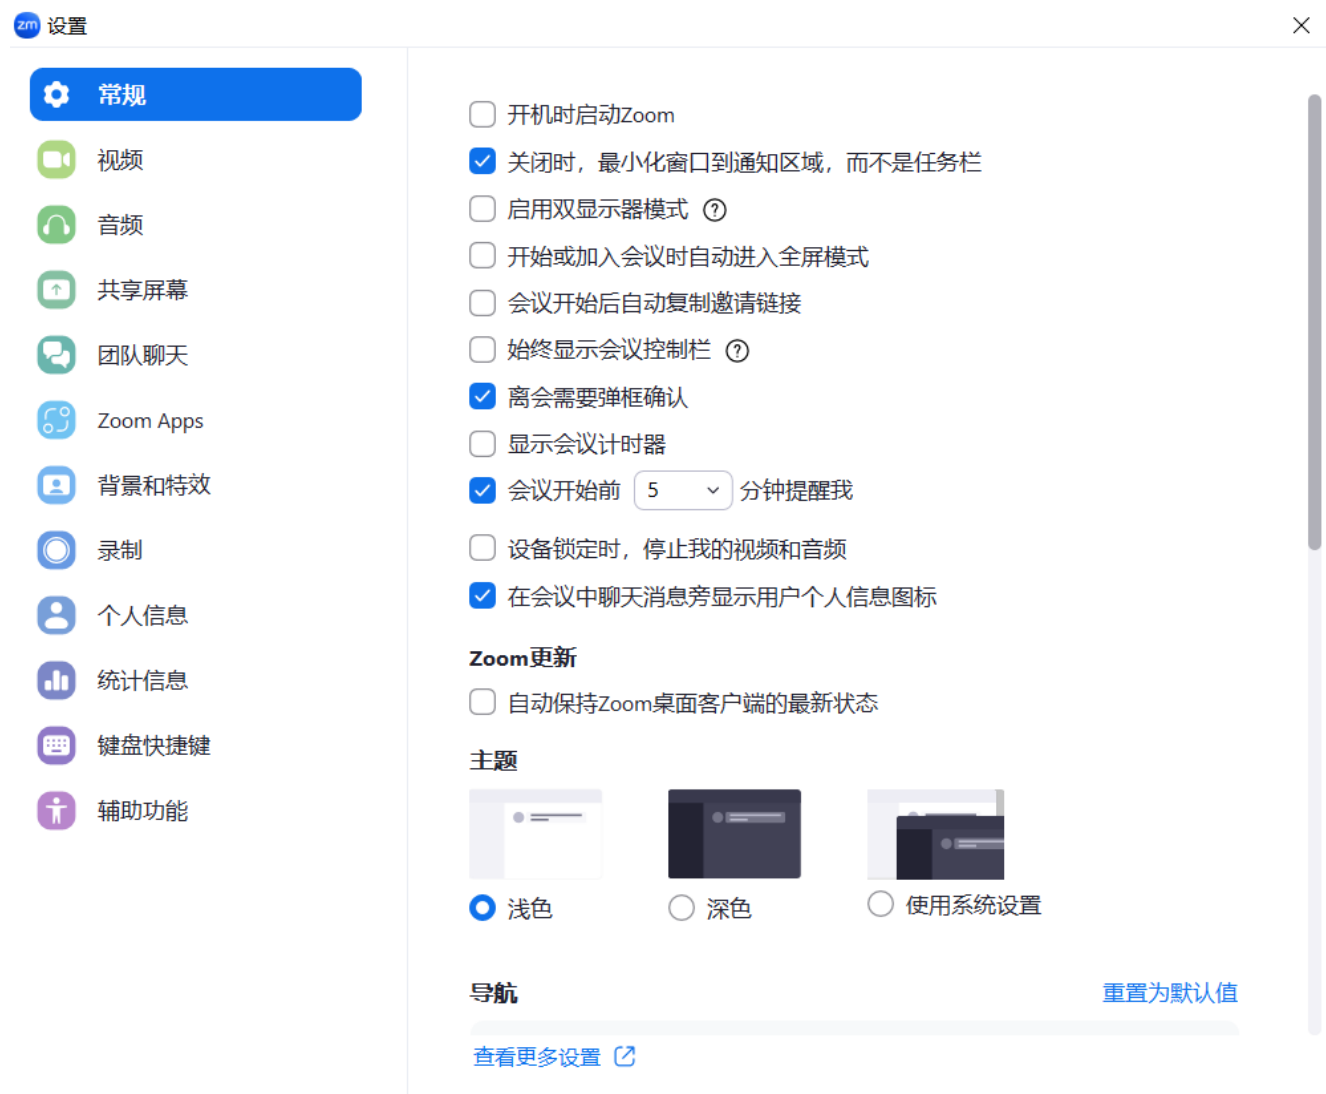 zm 设置
常规
视频
音频
共享屏幕
团队聊天
Zoom Apps
背景和特效
录制
个人信息
统计信息
键盘快捷键
辅助功能
开机时启动Zoom
关闭时，最小化窗口到通知区域，而不是任务栏
启用双显示器模式 ?
开始或加入会议时自动进入全屏模式
会议开始后自动复制邀请链接
始终显示会议控制栏 ?
离会需要弹框确认
显示会议计时器
会议开始前 5 分钟提醒我
设备锁定时，停止我的视频和音频
在会议中聊天消息旁显示用户个人信息图标
Zoom更新
自动保持Zoom桌面客户端的最新状态
主题
浅色 深色 使用系统设置
导航 重置为默认值
查看更多设置